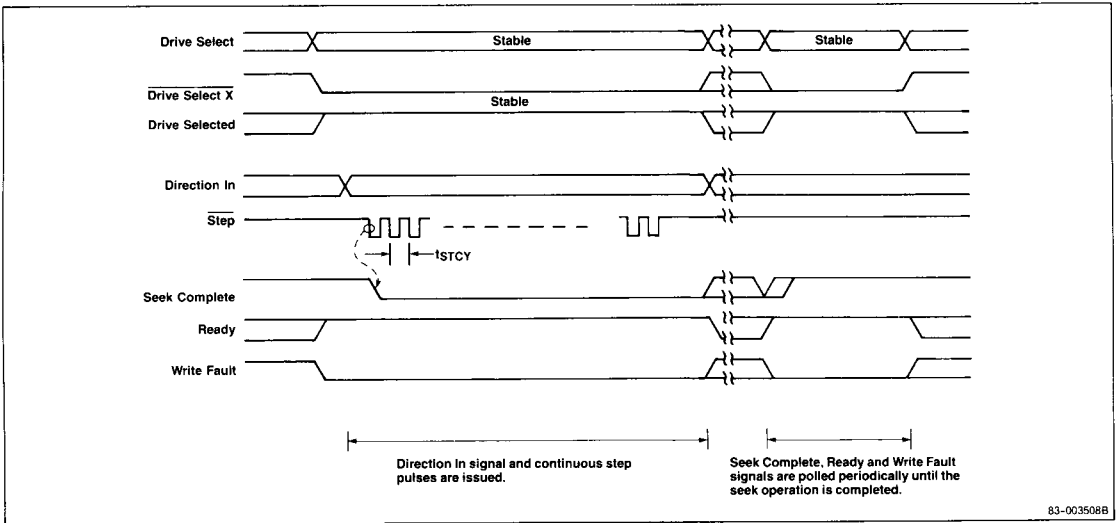 Drive Select
Stable
Stable
Drive Select X
Stable
Drive Selected
Direction In
Step
tSTCY
Seek Complete
Ready
Write Fault
Direction In signal and continuous step
pulses are issued.
Seek Complete, Ready and Write Fault
signals are polled periodically until the
seek operation is completed.
83-003508B